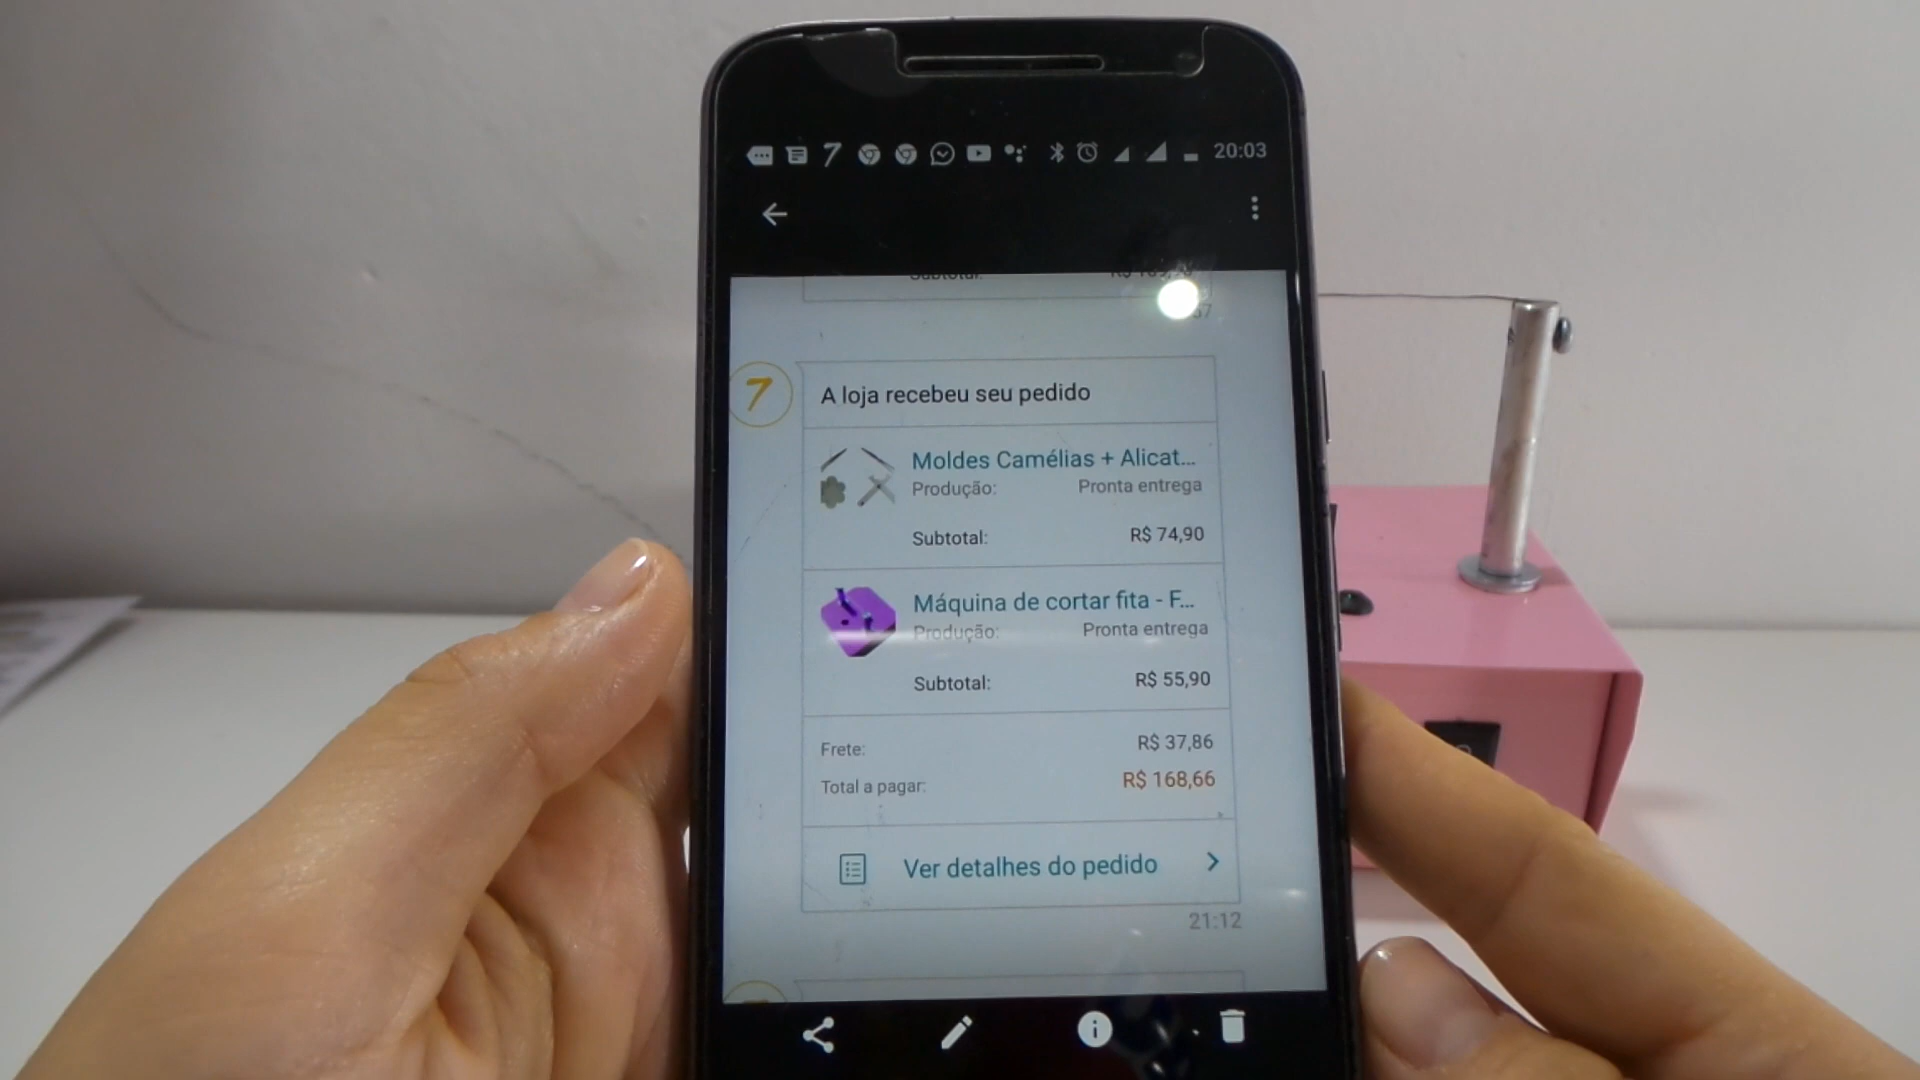 20:03
Subtotal:
7
A loja recebeu seu pedido
Moldes Camélias + Alicat...
Produção: Pronta entrega
Subtotal: R$ 74,90
Máquina de cortar fita - F...
Produção: Pronta entrega
Subtotal: R$ 55,90
Frete: R$ 37,86
Total a pagar: R$ 168,66
Ver detalhes do pedido
21:12